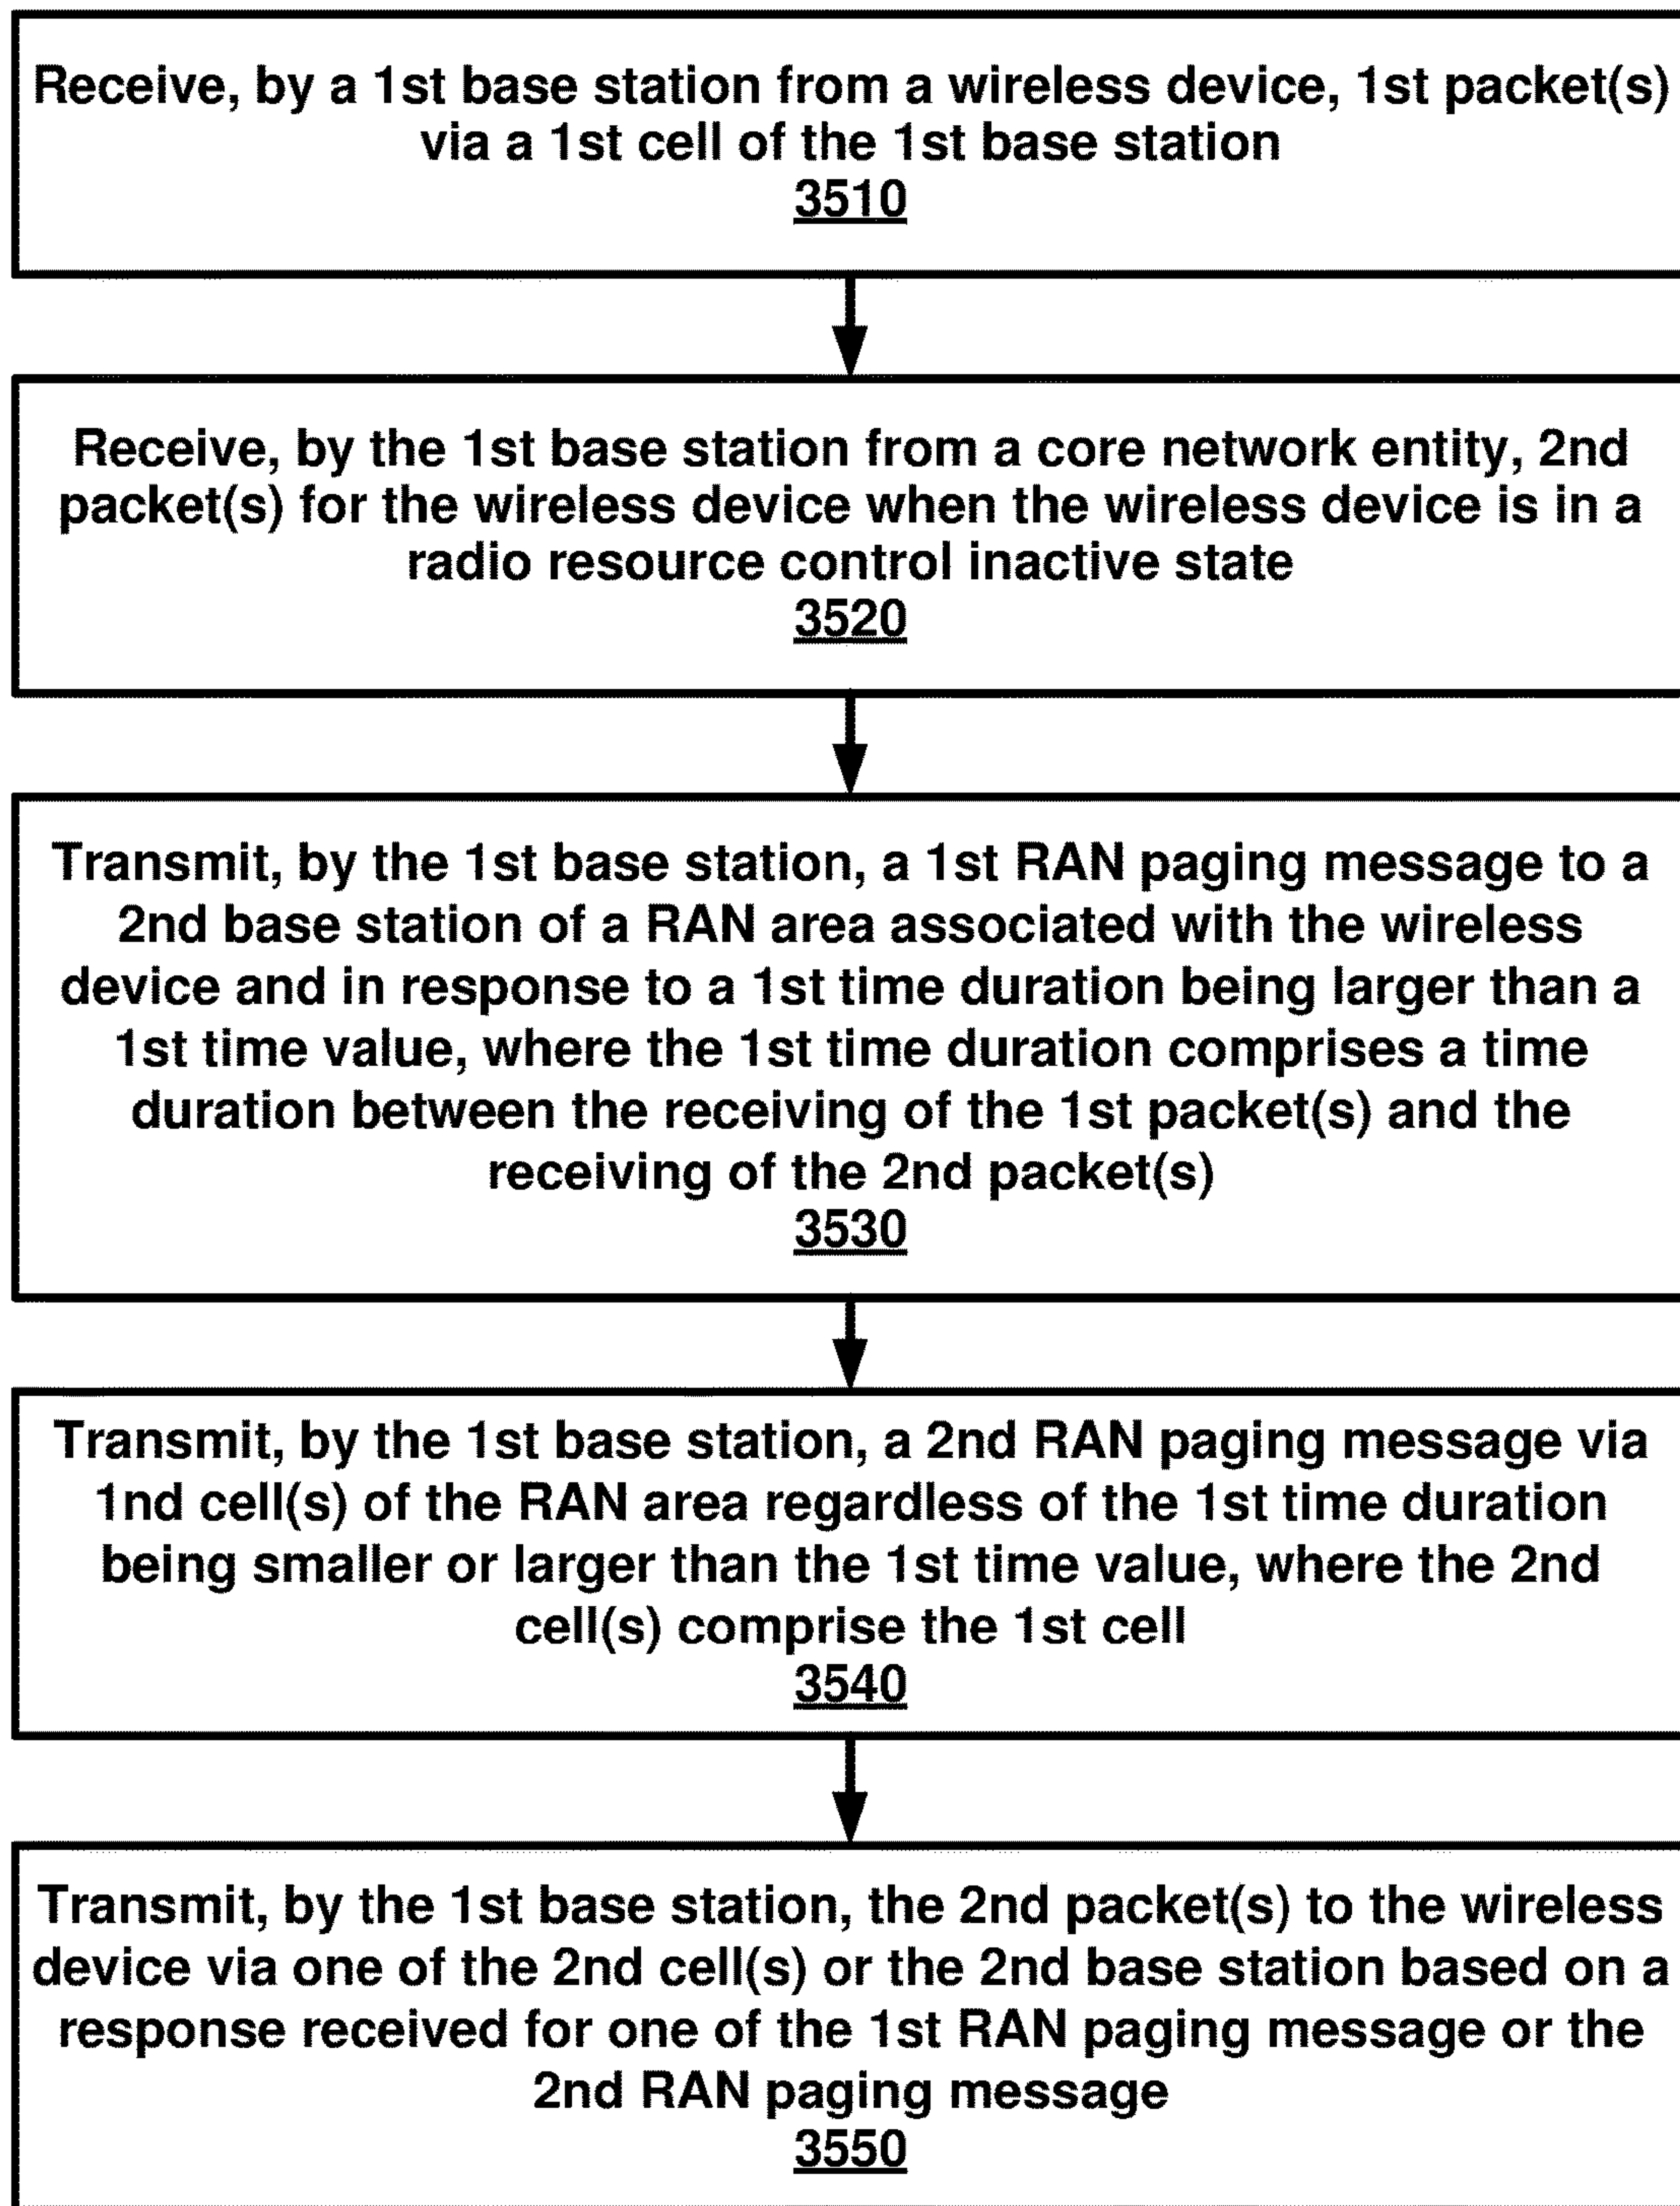 Receive, by a 1st base station from a wireless device, 1st packet(s)
via a 1st cell of the 1st base station
3510
Receive, by the 1st base station from a core network entity, 2nd
packet(s) for the wireless device when the wireless device is in a
radio resource control inactive state
3520
Transmit, by the 1st base station, a 1st RAN paging message to a
2nd base station of a RAN area associated with the wireless
device and in response to a 1st time duration being larger than a
1st time value, where the 1st time duration comprises a time
duration between the receiving of the 1st packet(s) and the
receiving of the 2nd packet(s)
3530
Transmit, by the 1st base station, a 2nd RAN paging message via
1nd cell(s) of the RAN area regardless of the 1st time duration
being smaller or larger than the 1st time value, where the 2nd
cell(s) comprise the 1st cell
3540
Transmit, by the 1st base station, the 2nd packet(s) to the wireless
device via one of the 2nd cell(s) or the 2nd base station based on a
response received for one of the 1st RAN paging message or the
2nd RAN paging message
3550